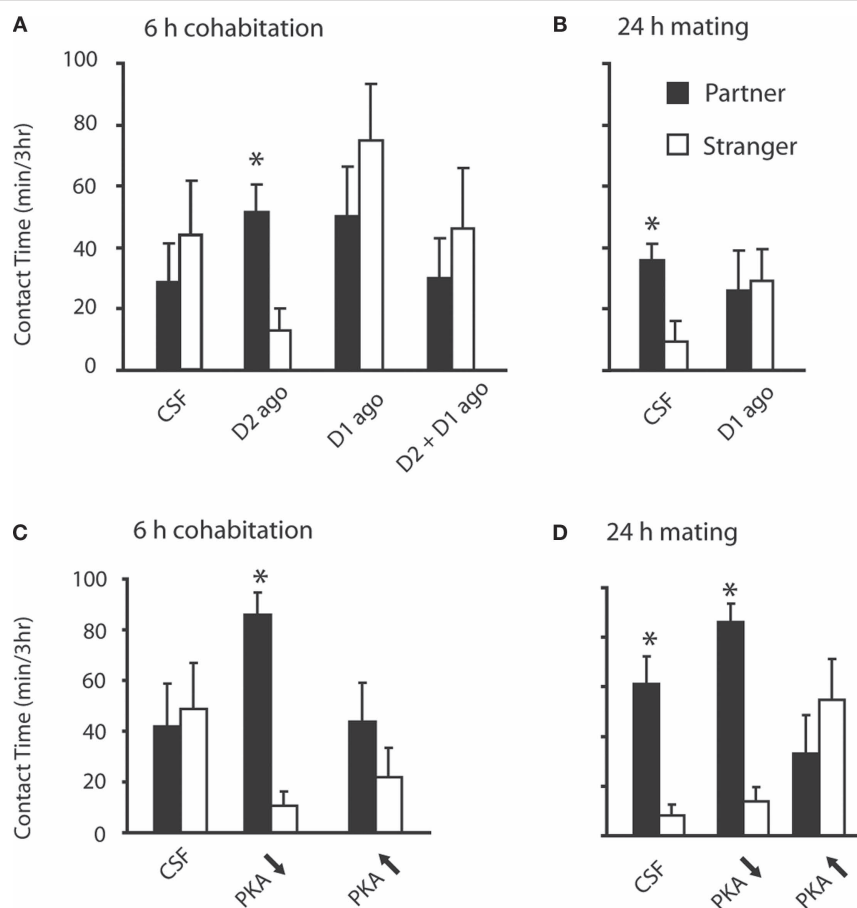 A
6 h cohabitation
B
24 h mating
Contact Time (min/3hr)
100
80
60
40
20
0
*
*
Partner
Stranger
CSF
D2 ago
D1 ago
D2 + D1 ago
CSF
D1 ago
C
6 h cohabitation
D
24 h mating
Contact Time (min/3hr)
100
80
60
40
20
0
*
*
*
CSF
PKA
PKA
CSF
PKA
PKA